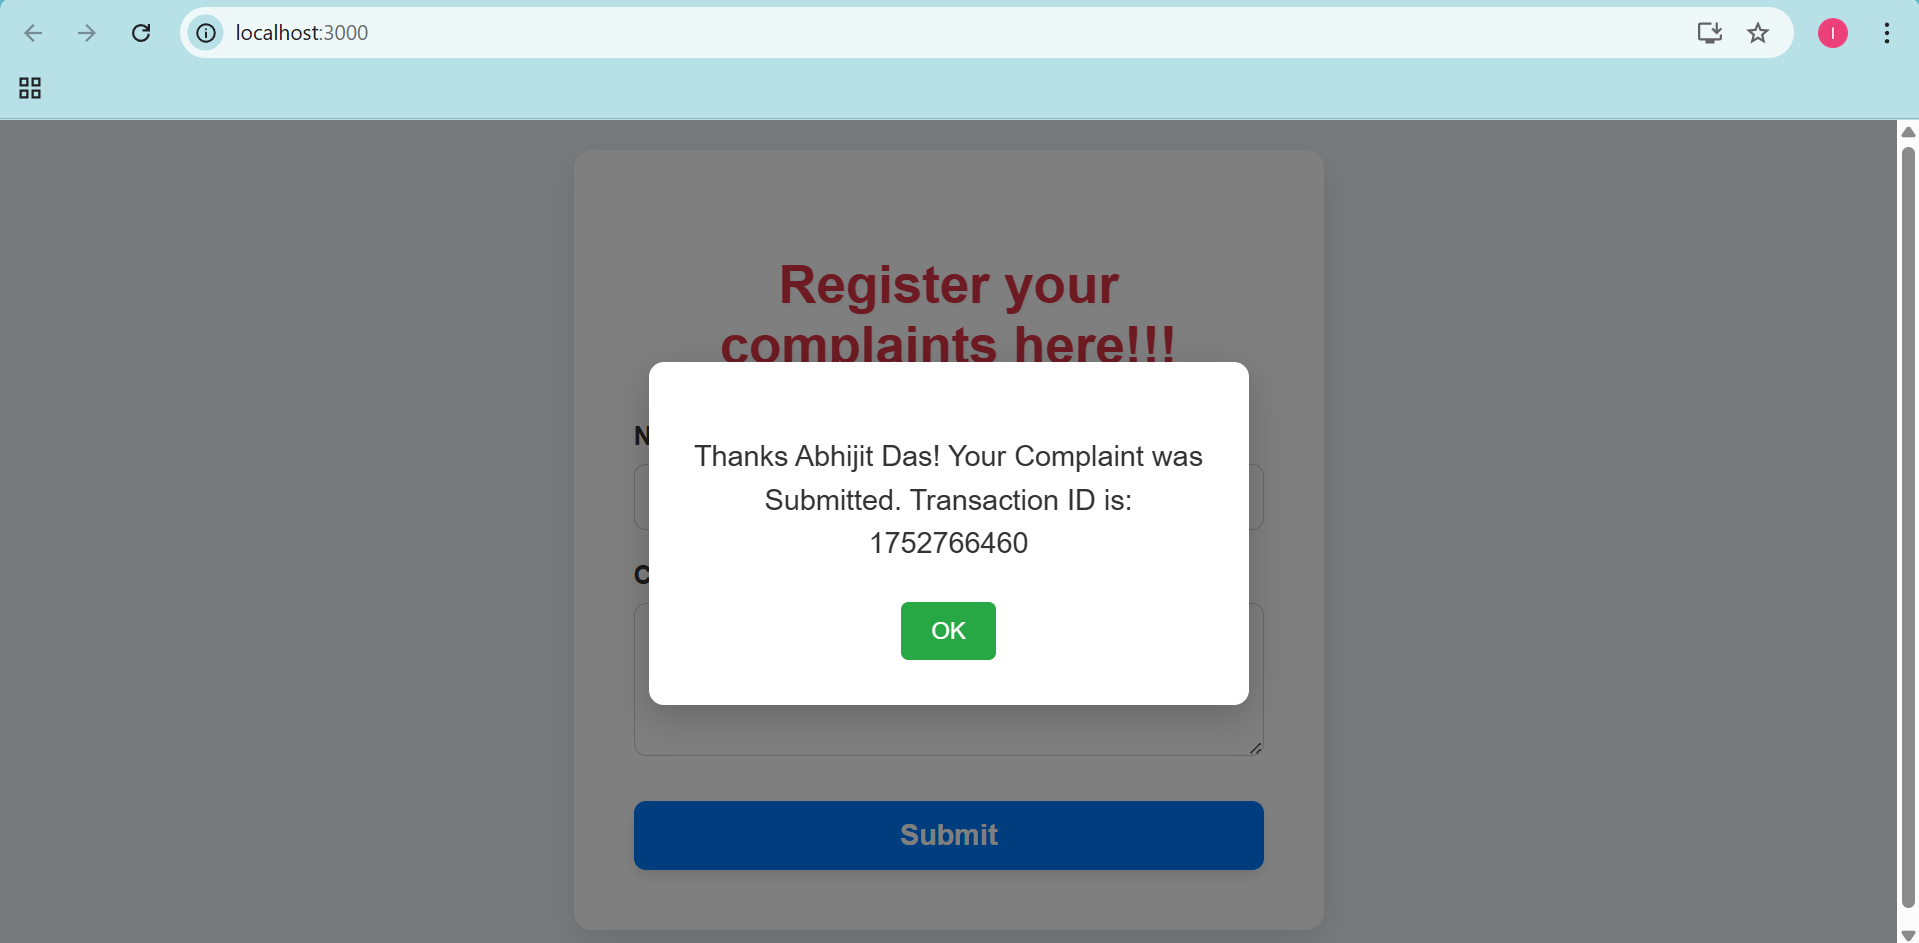 localhost:3000
I
Register your
complaints here!!!
N
Thanks Abhijit Das! Your Complaint was
Submitted. Transaction ID is:
1752766460
C
OK
Submit